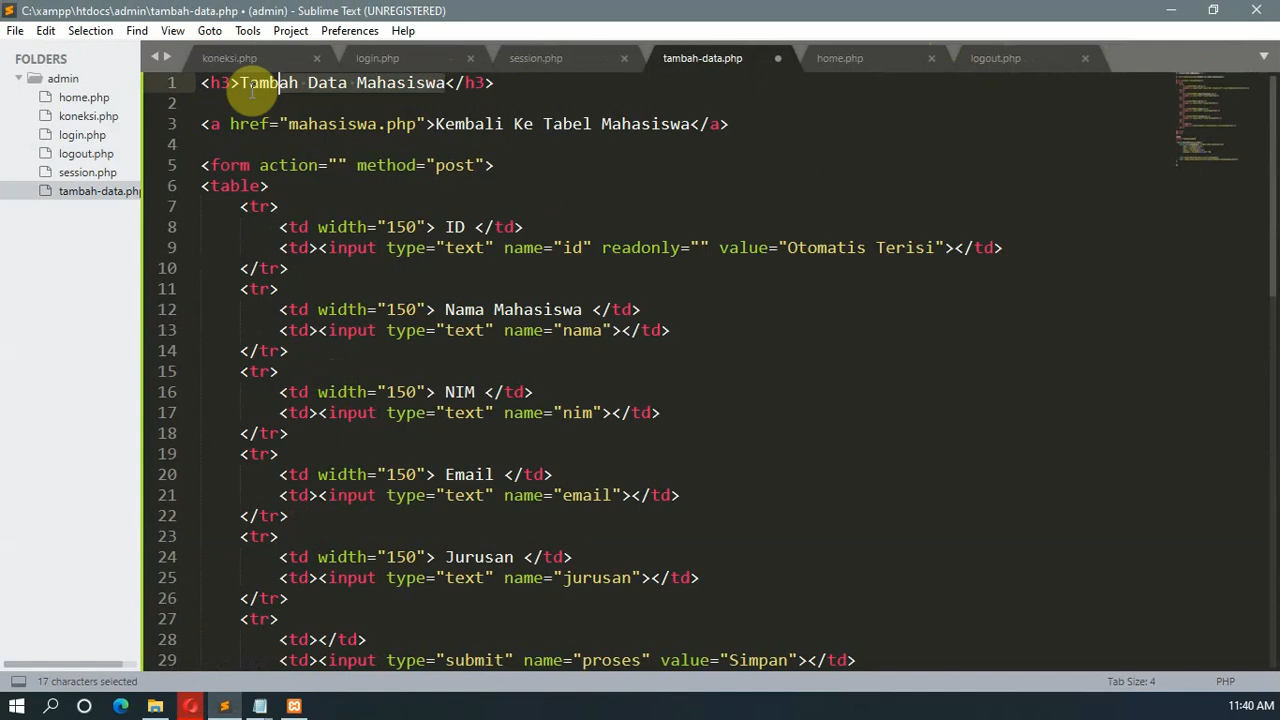 C:\xampp\htdocs\admin\tambah-data.php • (admin) - Sublime Text (UNREGISTERED)
File Edit Selection Find View Goto Tools Project Preferences Help
FOLDERS
admin
home.php
koneksi.php
login.php
logout.php
session.php
tambah-data.php
koneksi.php login.php session.php tambah-data.php home.php logout.php
1 <h3>Tambah Data Mahasiswa</h3>
2
3 <a href="mahasiswa.php">Kembali Ke Tabel Mahasiswa</a>
4
5 <form action="" method="post">
6 <table>
7 <tr>
8 <td width="150"> ID </td>
9 <td><input type="text" name="id" readonly="" value="Otomatis Terisi"></td>
10 </tr>
11 <tr>
12 <td width="150"> Nama Mahasiswa </td>
13 <td><input type="text" name="nama"></td>
14 </tr>
15 <tr>
16 <td width="150"> NIM </td>
17 <td><input type="text" name="nim"></td>
18 </tr>
19 <tr>
20 <td width="150"> Email </td>
21 <td><input type="text" name="email"></td>
22 </tr>
23 <tr>
24 <td width="150"> Jurusan </td>
25 <td><input type="text" name="jurusan"></td>
26 </tr>
27 <tr>
28 <td></td>
29 <td><input type="submit" name="proses" value="Simpan"></td>
17 characters selected
Tab Size: 4
PHP
11:40 AM